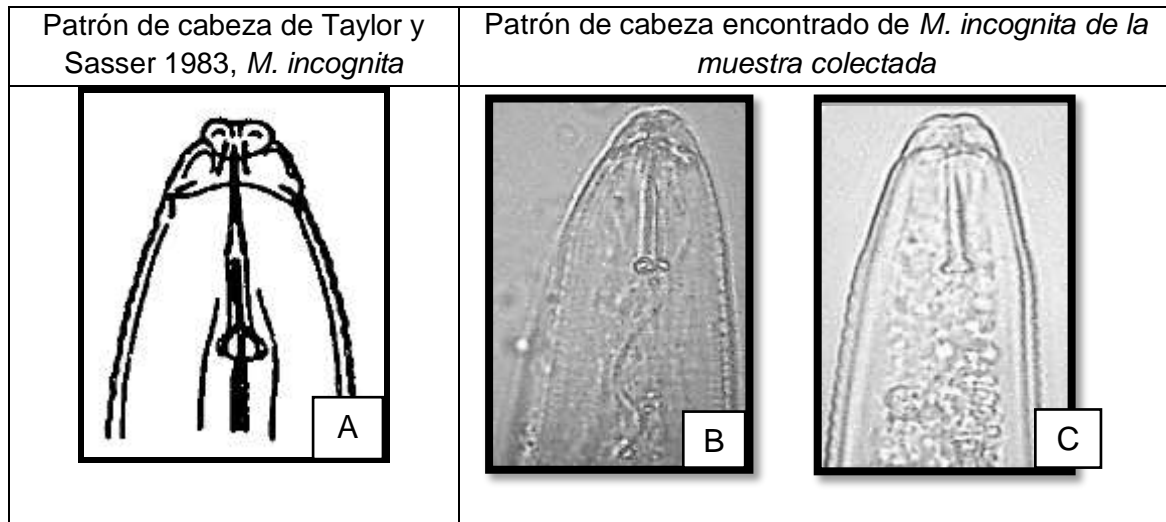 Patrón de cabeza de Taylor y
Sasser 1983, M. incognita
Patrón de cabeza encontrado de M. incognita de la
muestra colectada
A
B
C